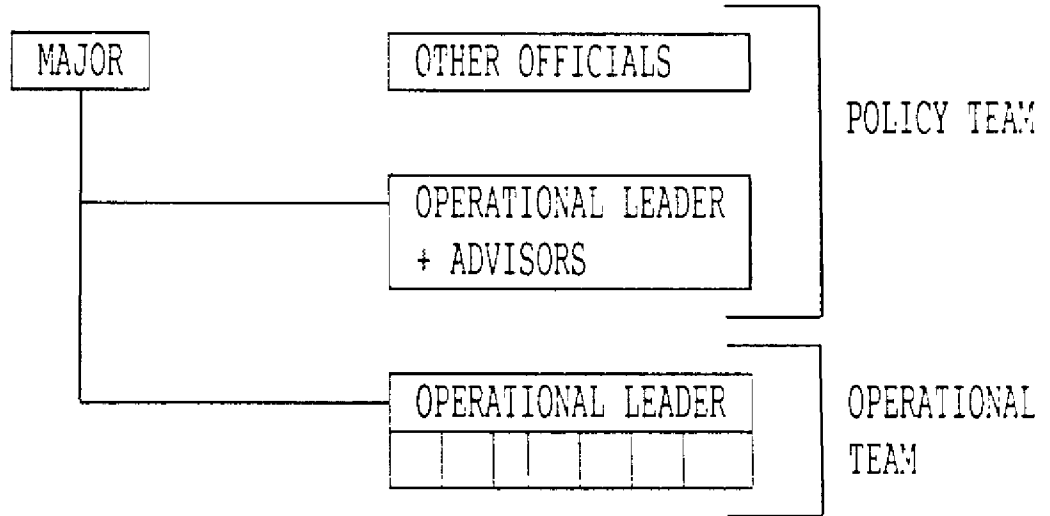 MAJOR
OTHER OFFICIALS
POLICY TEAM
OPERATIONAL LEADER
+ ADVISORS
OPERATIONAL LEADER
OPERATIONAL
TEAM